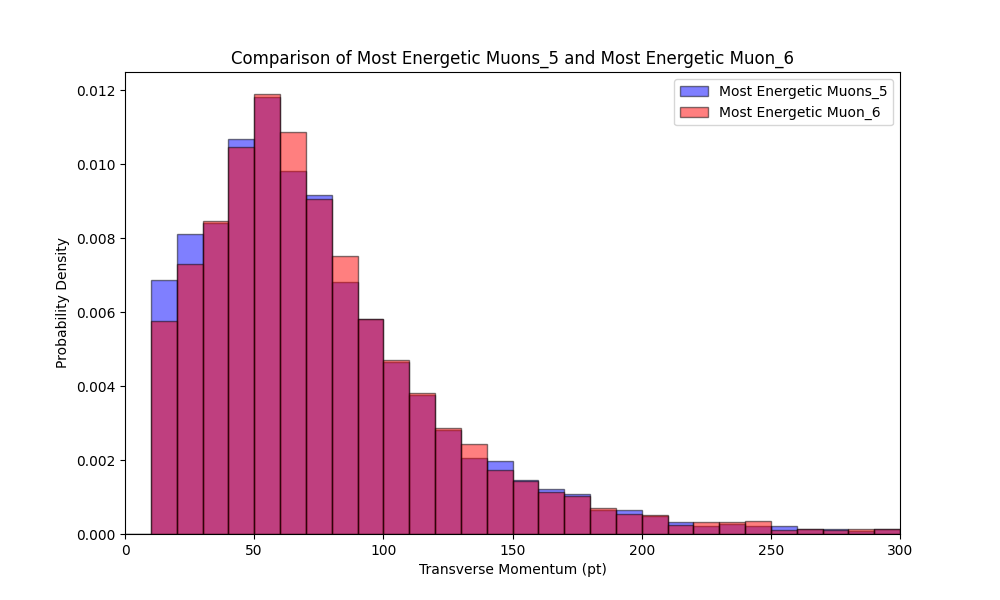 Comparison of Most Energetic Muons_5 and Most Energetic Muon_6
Most Energetic Muons_5
Most Energetic Muon_6
Probability Density
0.012
0.010
0.008
0.006
0.004
0.002
0.000
0
50
100
150
200
250
300
Transverse Momentum (pt)